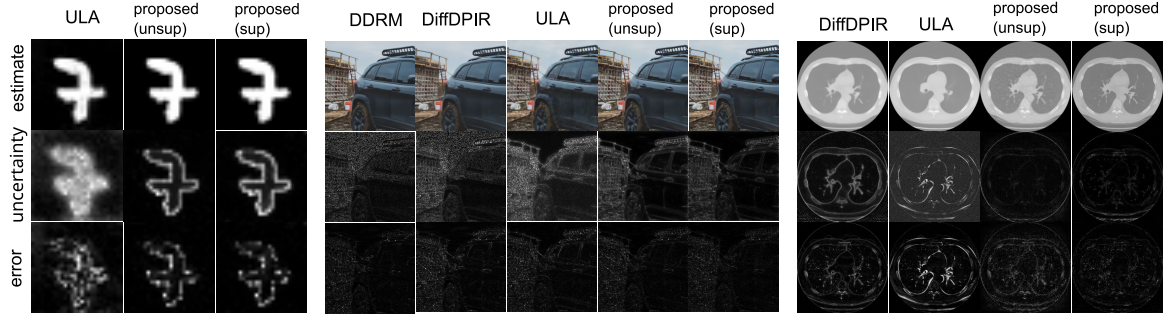 ULA proposed (unsup) proposed (sup)
DDRM DiffDPIR ULA proposed (unsup) proposed (sup)
DiffDPIR ULA proposed (unsup) proposed (sup)
estimate
uncertainty
error